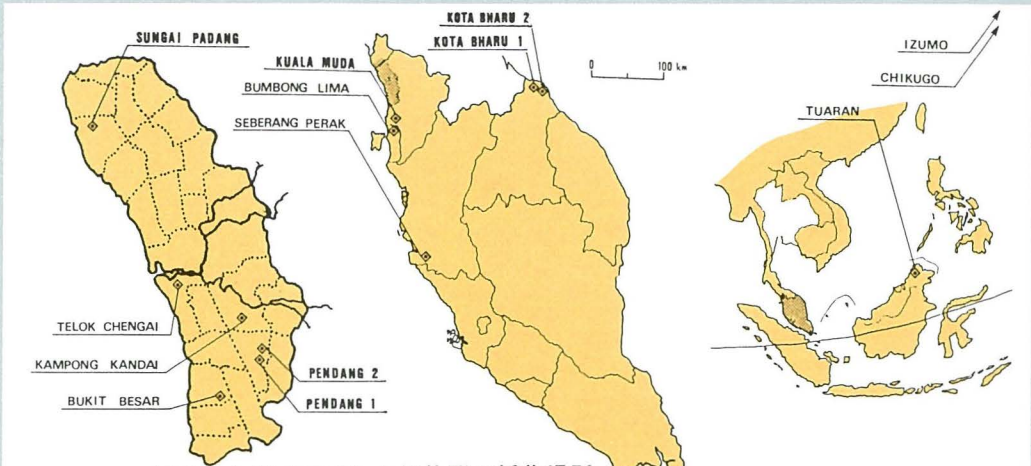 SUNGAI PADANG
TELOK CHENGAI
KAMPONG KANDAI
BUKIT BESAR
PENDANG 2
PENDANG 1
KOTA BHARU 2
KOTA BHARU 1
KUALA MUDA
BUMBONG LIMA
SEBERANG PERAK
0 100 km
IZUMO
CHIKUGO
TUARAN